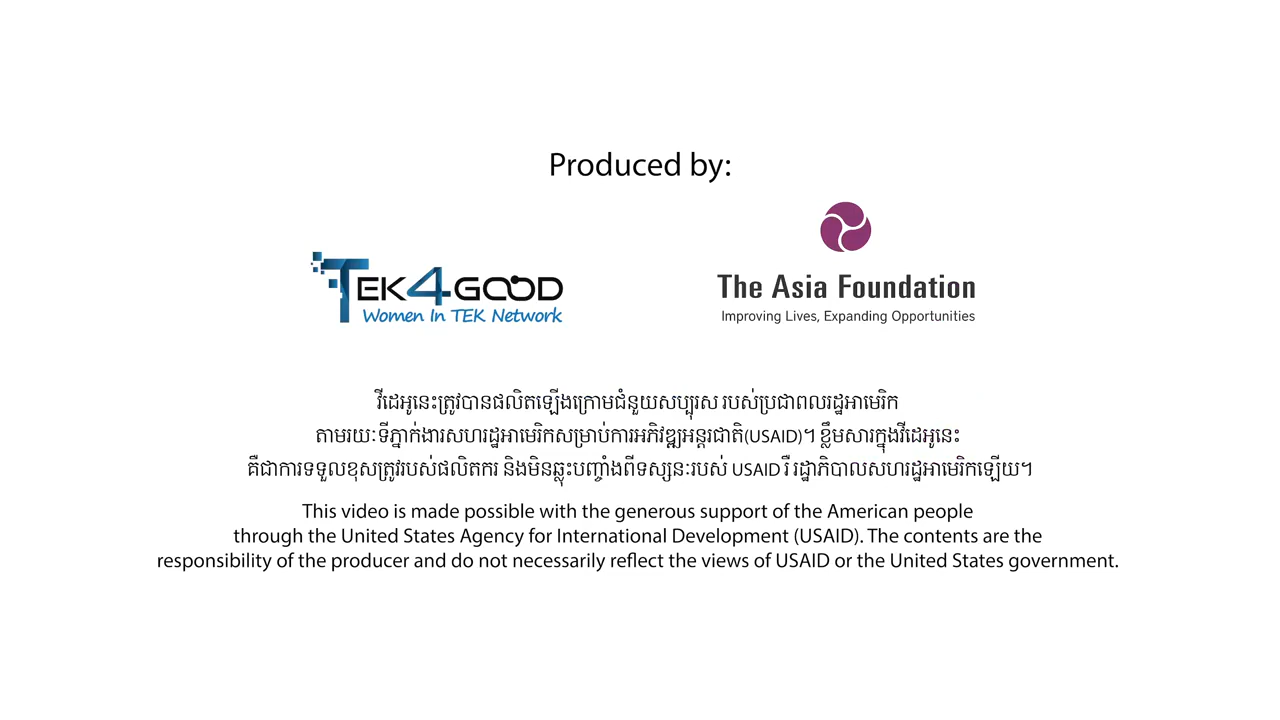 Produced by:
TEK4GOOD
Women In TEK Network
The Asia Foundation
Improving Lives, Expanding Opportunities
វីដេអូនេះត្រូវបានផលិតឡើងក្រោមជំនួយសប្បុរស របស់ប្រជាពលរដ្ឋអាមេរិក
តាមរយៈទីភ្នាក់ងារសហរដ្ឋអាមេរិកសម្រាប់ការអភិវឌ្ឍអន្តរជាតិ(USAID)។ ខ្លឹមសារក្នុងវីដេអូនេះ
គឺជាការទទួលខុសត្រូវរបស់ផលិតករ និងមិនឆ្លុះបញ្ចាំងពីទស្សនៈរបស់ USAID រឺ រដ្ឋាភិបាលសហរដ្ឋអាមេរិកឡើយ។
This video is made possible with the generous support of the American people
through the United States Agency for International Development (USAID). The contents are the
responsibility of the producer and do not necessarily reflect the views of USAID or the United States government.